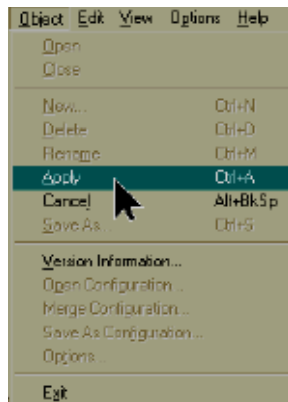 Object Edit View Options Help
Open
Close
New... Ctrl+N
Delete Ctrl+D
Rename Ctrl+M
Apply Ctrl+A
Cancel Alt+BkSp
Save As... Ctrl+S
Version Information...
Open Configuration...
Merge Configuration...
Save As Configuration...
Options...
Exit